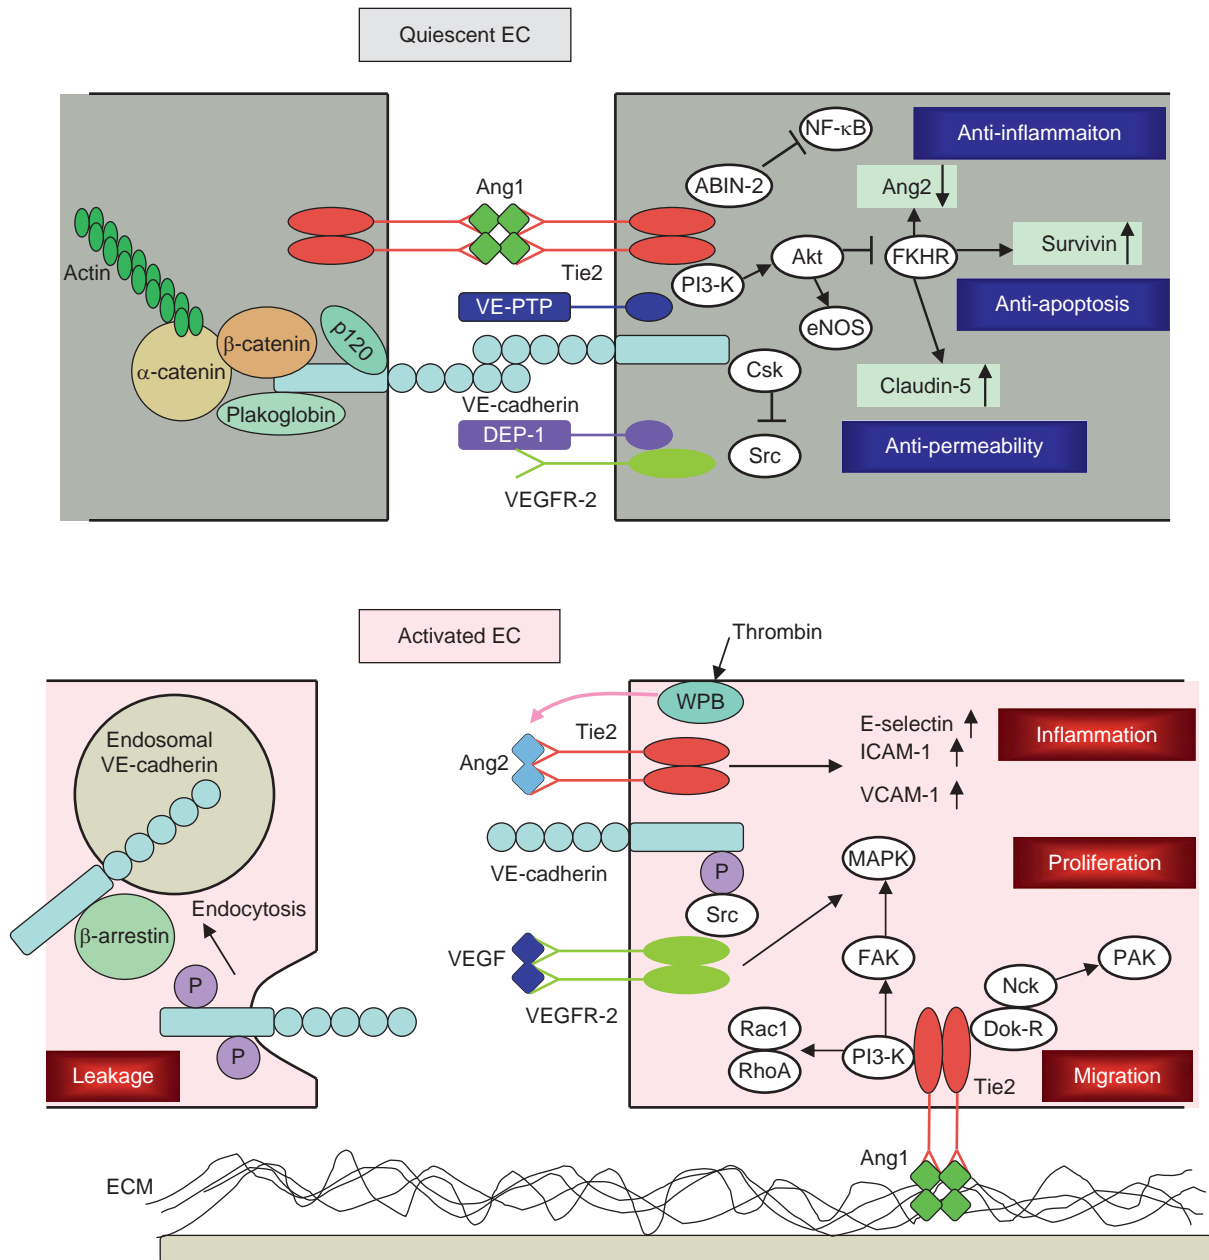 Quiescent EC
NF-κB
Anti-inflammaiton
ABIN-2
Ang2
Ang1
Survivin
Actin
Tie2
Akt
FKHR
PI3-K
VE-PTP
Anti-apoptosis
p120
eNOS
β-catenin
α-catenin
Csk
Claudin-5
Plakoglobin
VE-cadherin
DEP-1
Anti-permeability
Src
VEGFR-2
Activated EC
Thrombin
WPB
Endosomal
VE-cadherin
Tie2
E-selectin
ICAM-1
Inflammation
Ang2
VCAM-1
VE-cadherin
MAPK
Proliferation
P
Endocytosis
Src
β-arrestin
VEGF
FAK
PAK
P
Nck
VEGFR-2
Rac1
Dok-R
P
PI3-K
Leakage
RhoA
Migration
Tie2
Ang1
ECM